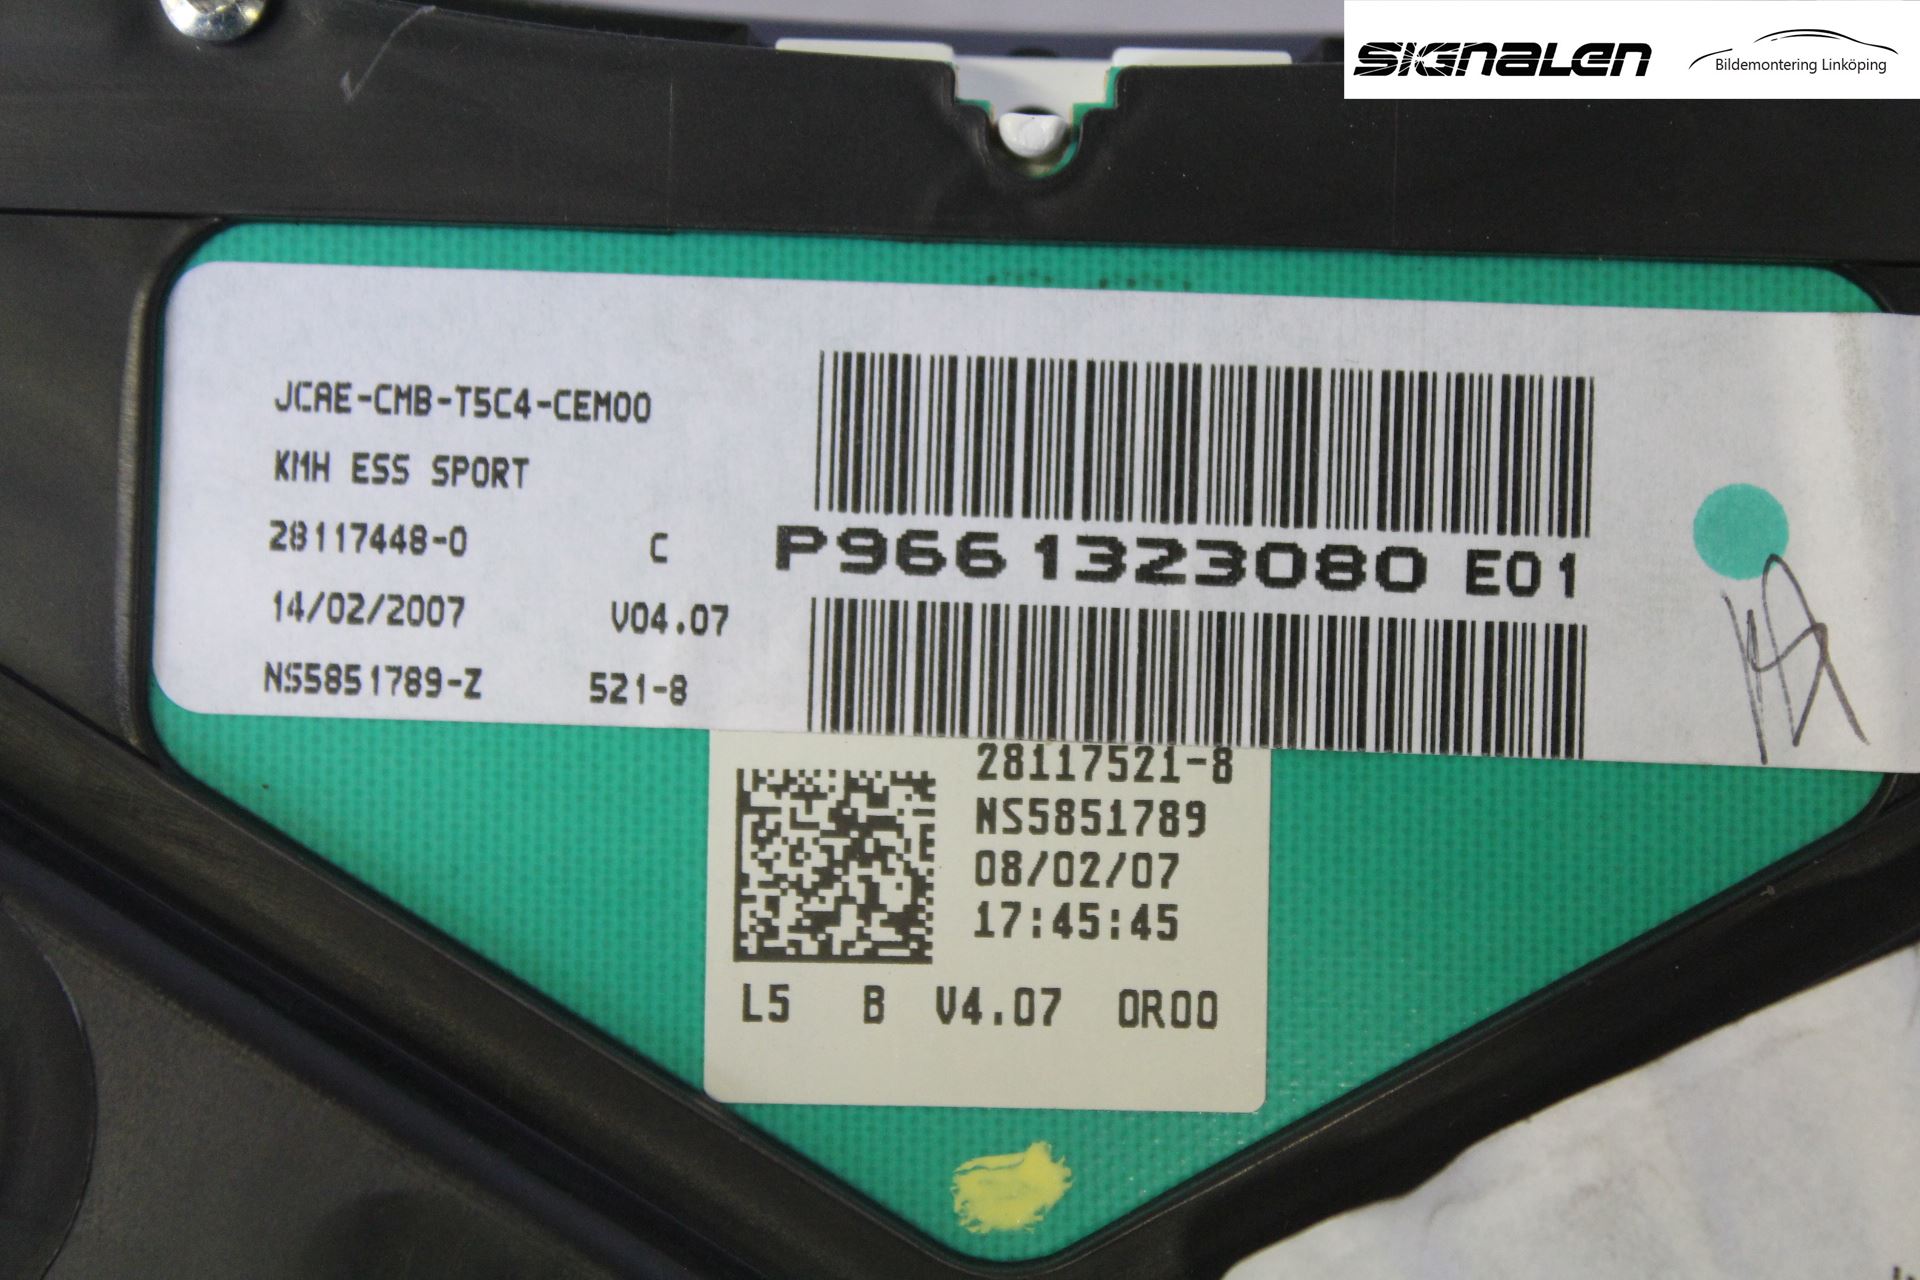 SIGNALEN
Bildemontering Linköping
JCAE-CMB-T5C4-CEM00
KMH ESS SPORT
28117448-0 C
P9661323080 E01
14/02/2007 V04.07
NS5851789-Z 521-8
28117521-8
NS5851789
08/02/07
17:45:45
L5 B V4.07 0R00